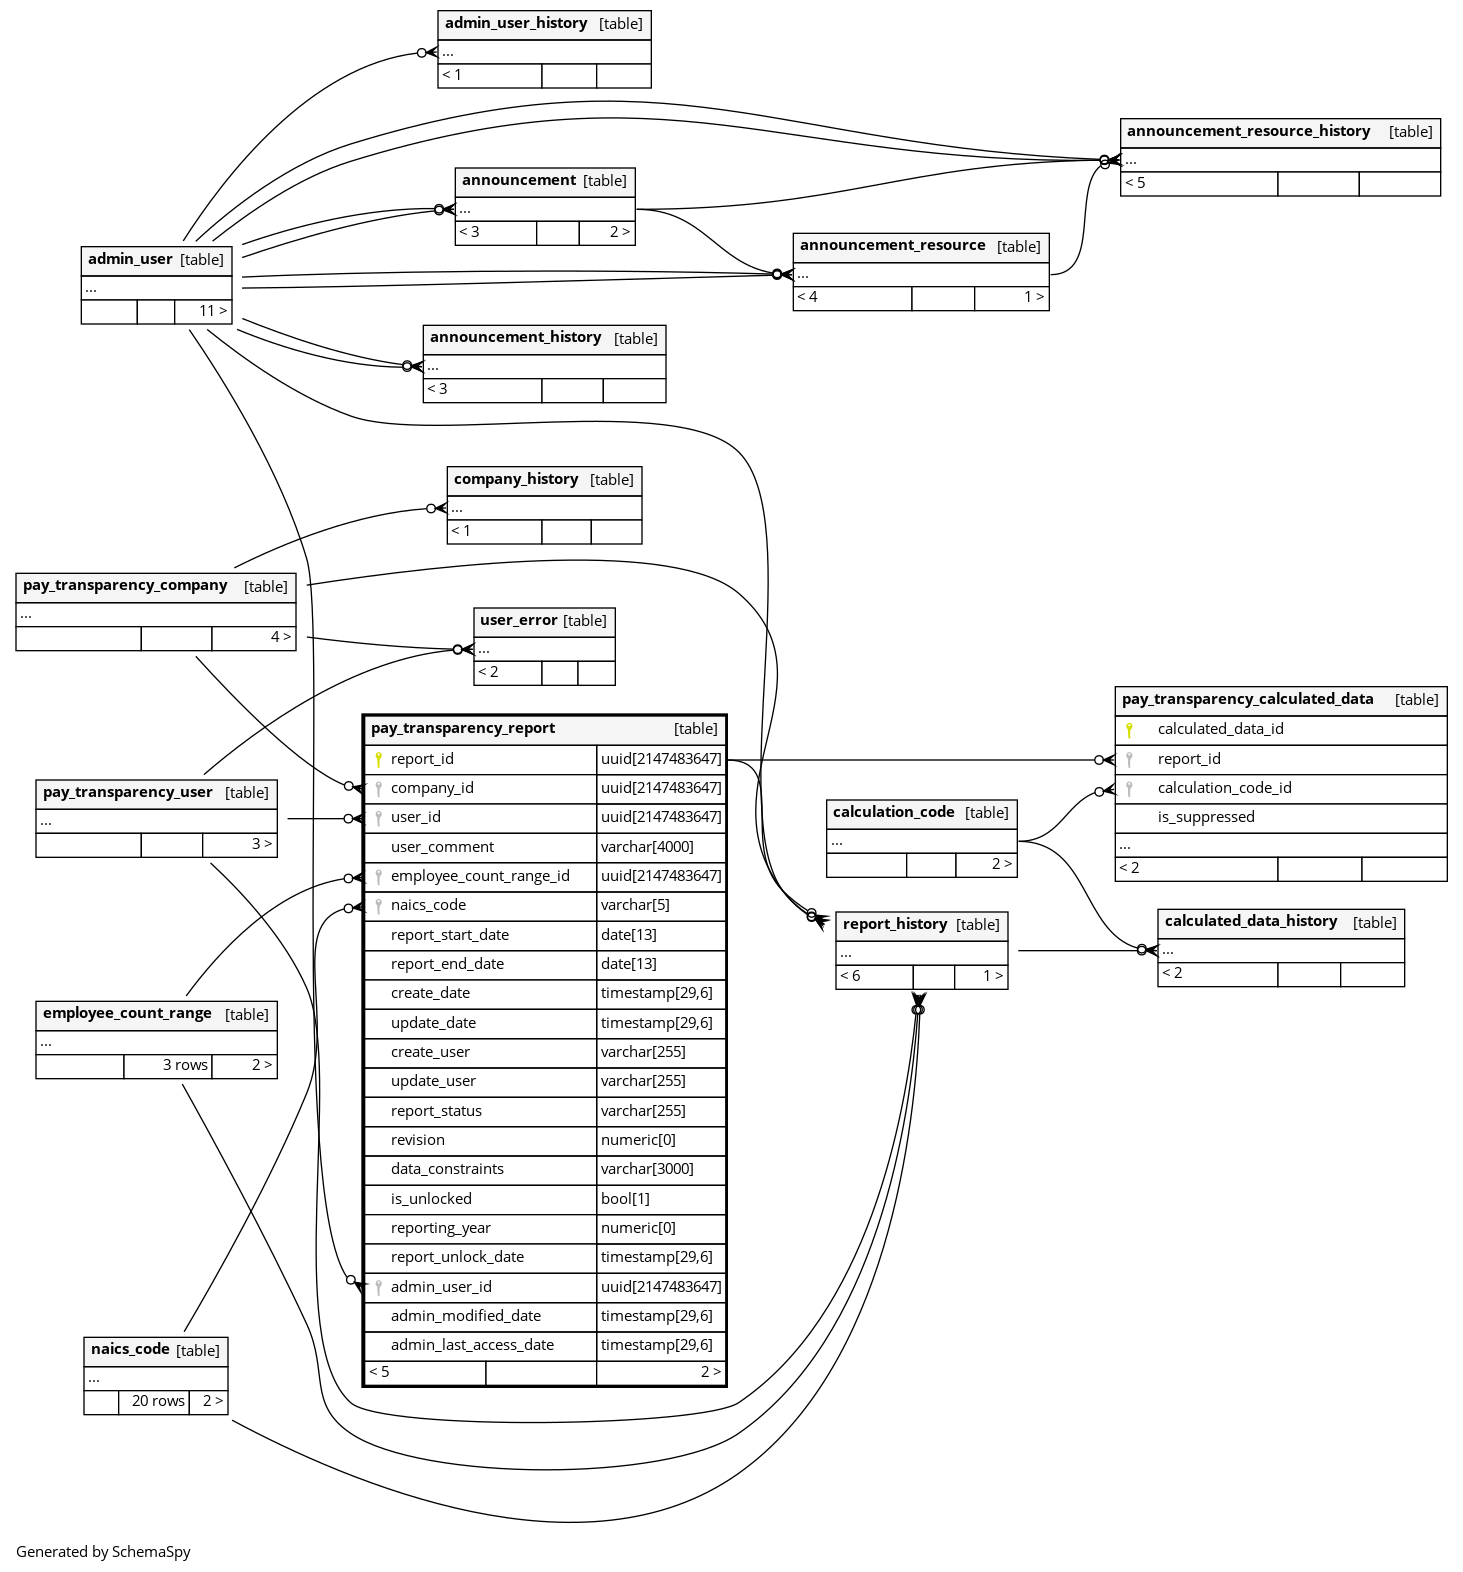 admin_user_history [table]
...
< 1
announcement_resource_history [table]
...
< 5
announcement [table]
...
< 3 2 >
announcement_resource [table]
...
< 4 1 >
admin_user [table]
...
11 >
announcement_history [table]
...
< 3
company_history [table]
...
< 1
pay_transparency_company [table]
...
4 >
user_error [table]
...
< 2
pay_transparency_report [table]
report_id uuid[2147483647]
company_id uuid[2147483647]
user_id uuid[2147483647]
user_comment varchar[4000]
employee_count_range_id uuid[2147483647]
naics_code varchar[5]
report_start_date date[13]
report_end_date date[13]
create_date timestamp[29,6]
update_date timestamp[29,6]
create_user varchar[255]
update_user varchar[255]
report_status varchar[255]
revision numeric[0]
data_constraints varchar[3000]
is_unlocked bool[1]
reporting_year numeric[0]
report_unlock_date timestamp[29,6]
admin_user_id uuid[2147483647]
admin_modified_date timestamp[29,6]
admin_last_access_date timestamp[29,6]
< 5 2 >
pay_transparency_calculated_data [table]
calculated_data_id
report_id
calculation_code_id
is_suppressed
...
< 2
pay_transparency_user [table]
...
3 >
calculation_code [table]
...
2 >
report_history [table]
...
< 6 1 >
calculated_data_history [table]
...
< 2
employee_count_range [table]
...
3 rows 2 >
naics_code [table]
...
20 rows 2 >
Generated by SchemaSpy